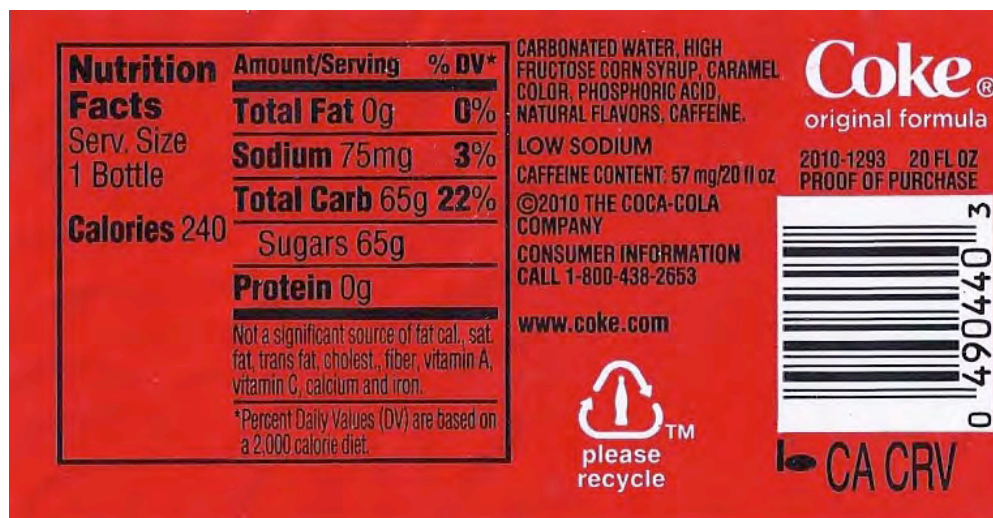 Nutrition
Facts
Serv. Size
1 Bottle
Calories 240
Amount/Serving % DV*
Total Fat 0g 0%
Sodium 75mg 3%
Total Carb 65g 22%
Sugars 65g
Protein 0g
Not a significant source of fat cal., sat.
fat, trans fat, cholest., fiber, vitamin A,
vitamin C, calcium and iron.
*Percent Daily Values (DV) are based on
a 2,000 calorie diet.
CARBONATED WATER, HIGH
FRUCTOSE CORN SYRUP, CARAMEL
COLOR, PHOSPHORIC ACID,
NATURAL FLAVORS, CAFFEINE.
LOW SODIUM
CAFFEINE CONTENT: 57 mg/20 fl oz
©2010 THE COCA-COLA
COMPANY
CONSUMER INFORMATION
CALL 1-800-438-2653
www.coke.com
TM
please
recycle
Coke®
original formula
2010-1293 20 FL OZ
PROOF OF PURCHASE
0 490440 3
CA CRV